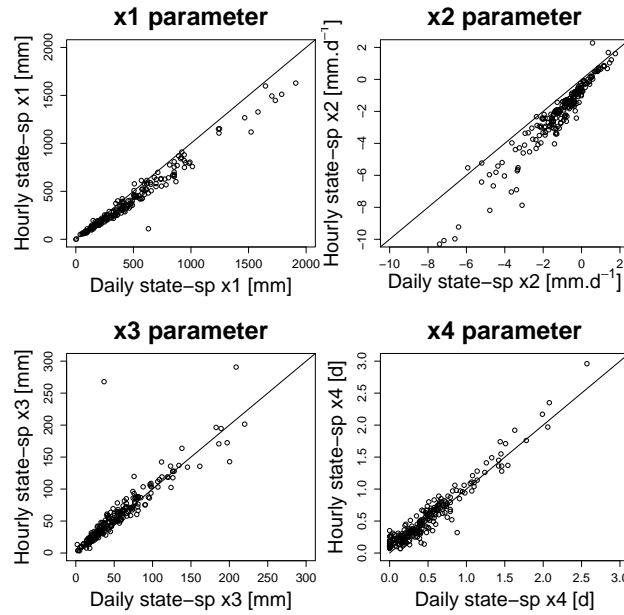 x1 parameter
Hourly state−sp x1 [mm]
0 500 1000 1500 2000
0 500 1000 1500 2000
Daily state−sp x1 [mm]
x2 parameter
Hourly state−sp x2 [mm.d⁻¹]
−10 −8 −6 −4 −2 0 2
−10 −8 −6 −4 −2 0 2
Daily state−sp x2 [mm.d⁻¹]
x3 parameter
Hourly state−sp x3 [mm]
0 50 100 150 200 250 300
0 50 100 150 200 250 300
Daily state−sp x3 [mm]
x4 parameter
Hourly state−sp x4 [d]
0.0 0.5 1.0 1.5 2.0 2.5 3.0
0.0 0.5 1.0 1.5 2.0 2.5 3.0
Daily state−sp x4 [d]